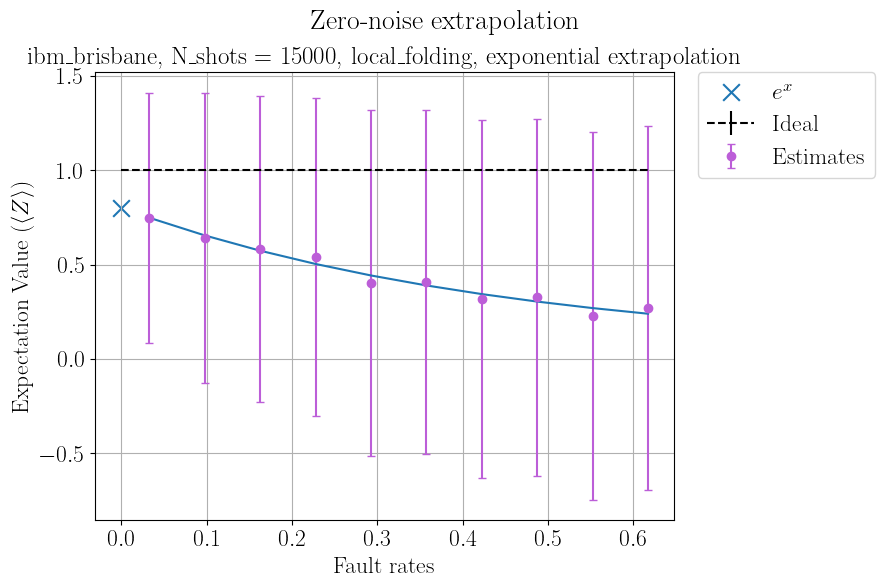 Zero-noise extrapolation
ibm_brisbane, N_shots = 15000, local_folding, exponential extrapolation
1.5
1.0
0.5
0.0
−0.5
Expectation Value (⟨Z⟩)
0.0 0.1 0.2 0.3 0.4 0.5 0.6
Fault rates
e^x
Ideal
Estimates